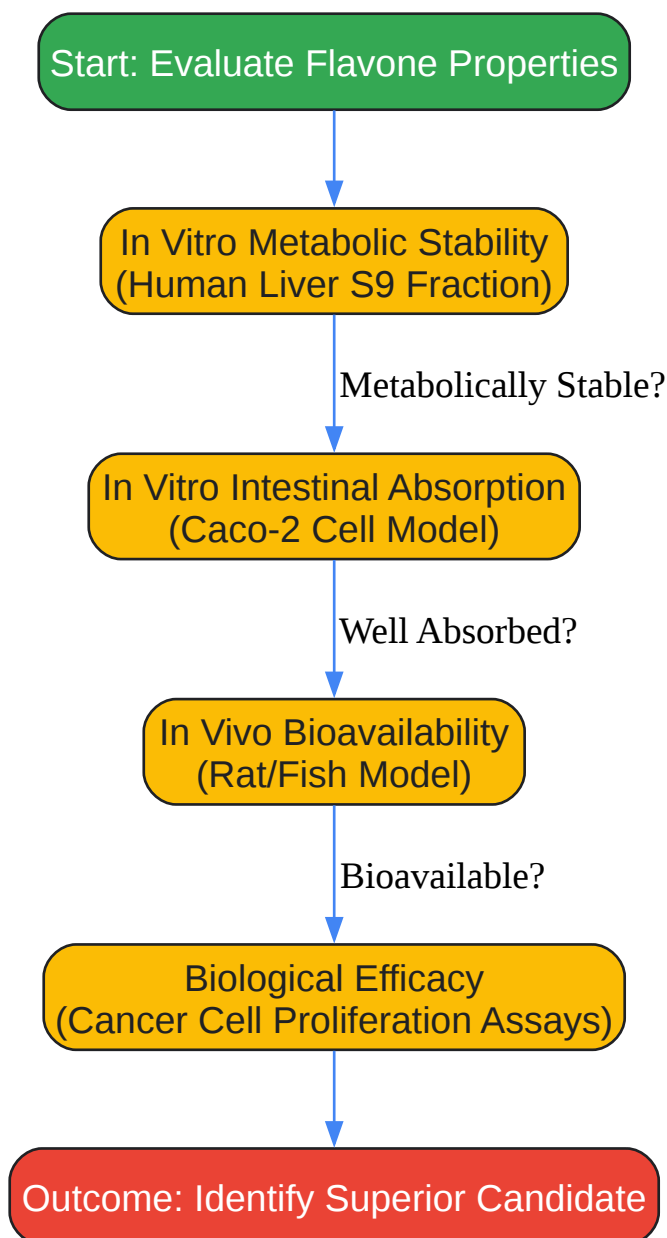 Start: Evaluate Flavone Properties
In Vitro Metabolic Stability
(Human Liver S9 Fraction)
Metabolically Stable?
In Vitro Intestinal Absorption
(Caco-2 Cell Model)
Well Absorbed?
In Vivo Bioavailability
(Rat/Fish Model)
Bioavailable?
Biological Efficacy
(Cancer Cell Proliferation Assays)
Outcome: Identify Superior Candidate